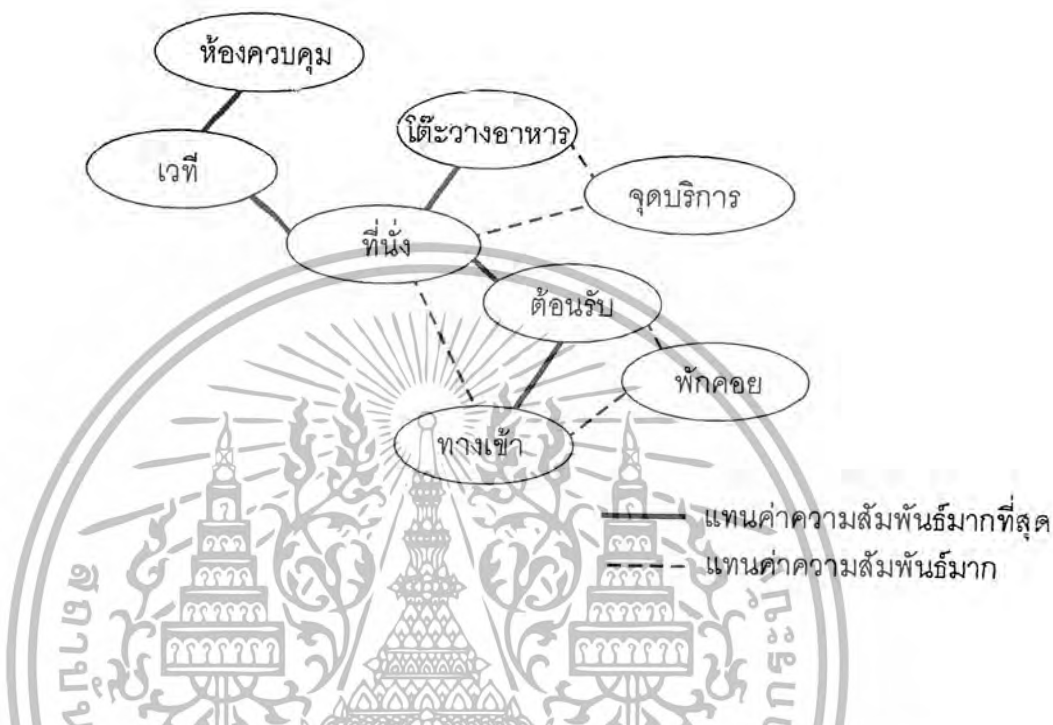 ห้องควบคุม
โต๊ะวางอาหาร
เวที
จุดบริการ
ที่นั่ง
ต้อนรับ
พักคอย
ทางเข้า
แทนค่าความสัมพันธ์มากที่สุด
แทนค่าความสัมพันธ์มาก